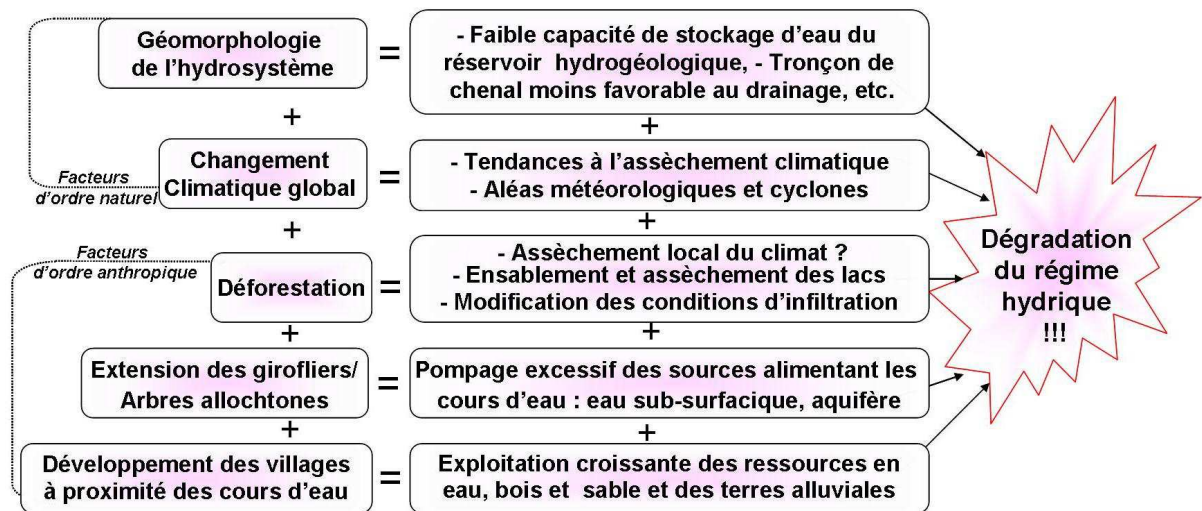 Géomorphologie
de l'hydrosystème
=
- Faible capacité de stockage d'eau du
réservoir hydrogéologique, - Tronçon de
chenal moins favorable au drainage, etc.
+
+
Facteurs
d'ordre naturel
Changement
Climatique global
=
- Tendances à l'assèchement climatique
- Aléas météorologiques et cyclones
+
+
Facteurs
d'ordre anthropique
Déforestation
=
- Assèchement local du climat ?
- Ensablement et assèchement des lacs
- Modification des conditions d'infiltration
+
+
Extension des girofliers/
Arbres allochtones
=
Pompage excessif des sources alimentant les
cours d'eau : eau sub-surfacique, aquifère
+
+
Développement des villages
à proximité des cours d'eau
=
Exploitation croissante des ressources en
eau, bois et sable et des terres alluviales
Dégradation
du régime
hydrique
!!!